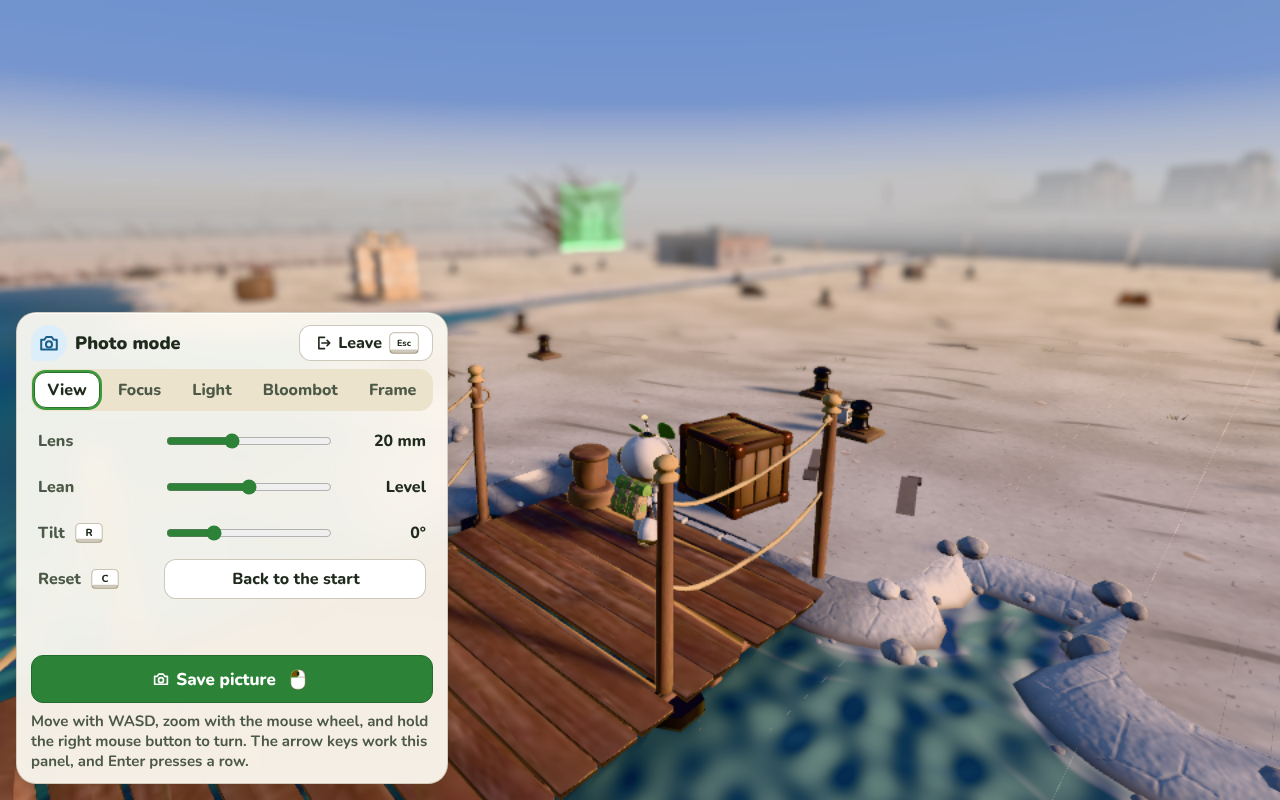 Photo mode
Leave Esc
View Focus Light Bloombot Frame
Lens 20 mm
Lean Level
Tilt R 0°
Reset C Back to the start
Save picture
Move with WASD, zoom with the mouse wheel, and hold
the right mouse button to turn. The arrow keys work this
panel, and Enter presses a row.